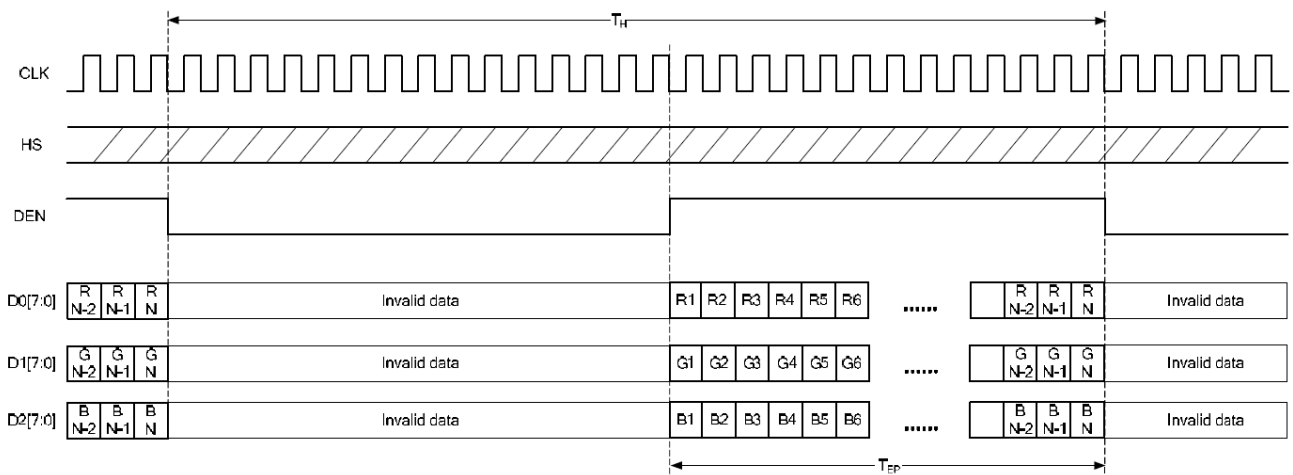 T_H
CLK
HS
DEN
D0[7:0] R N-2 R N-1 R N Invalid data R1 R2 R3 R4 R5 R6 ...... R N-2 R N-1 R N Invalid data
D1[7:0] G N-2 G N-1 G N Invalid data G1 G2 G3 G4 G5 G6 ...... G N-2 G N-1 G N Invalid data
D2[7:0] B N-2 B N-1 B N Invalid data B1 B2 B3 B4 B5 B6 ...... B N-2 B N-1 B N Invalid data
T_EP